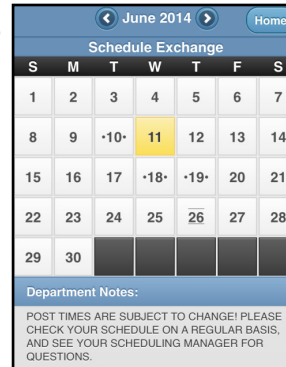 June 2014 Home
Schedule Exchange
S M T W T F S
1 2 3 4 5 6 7
8 9 •10• 11 12 13 14
15 16 17 •18• •19• 20 21
22 23 24 25 26 27 28
29 30
Department Notes:
POST TIMES ARE SUBJECT TO CHANGE! PLEASE
CHECK YOUR SCHEDULE ON A REGULAR BASIS,
AND SEE YOUR SCHEDULING MANAGER FOR
QUESTIONS.